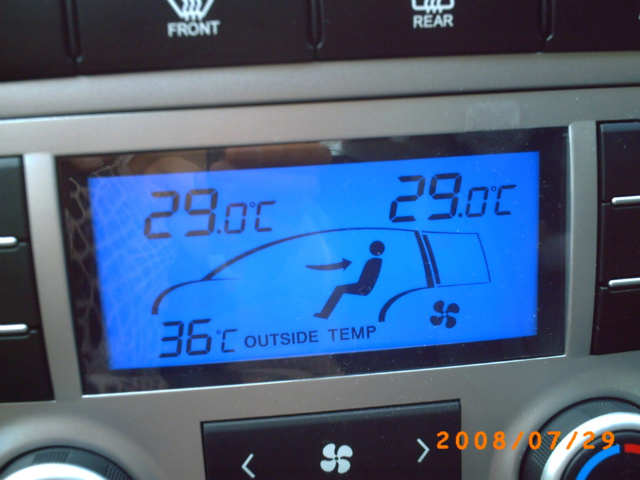 FRONT
REAR
29.0°C
29.0°C
36°C OUTSIDE TEMP
2008/07/29